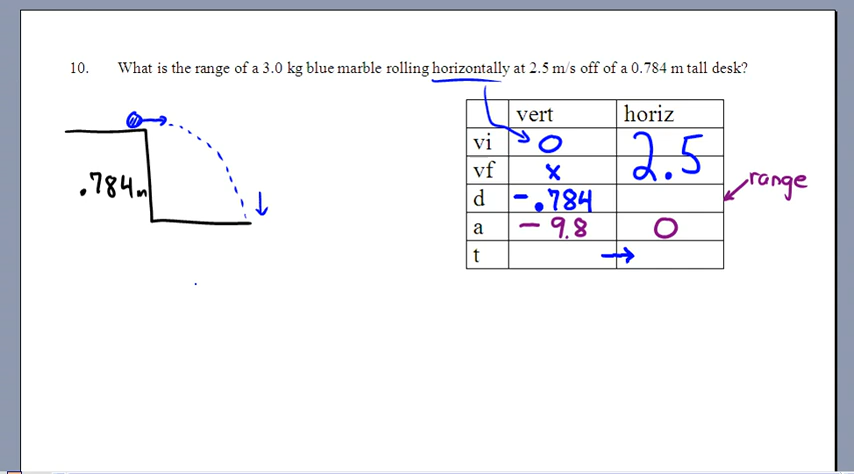 10. What is the range of a 3.0 kg blue marble rolling horizontally at 2.5 m/s off of a 0.784 m tall desk?
vert horiz
vi 0 2.5
vf x
d -.784
a -9.8 0
t
range
.784m